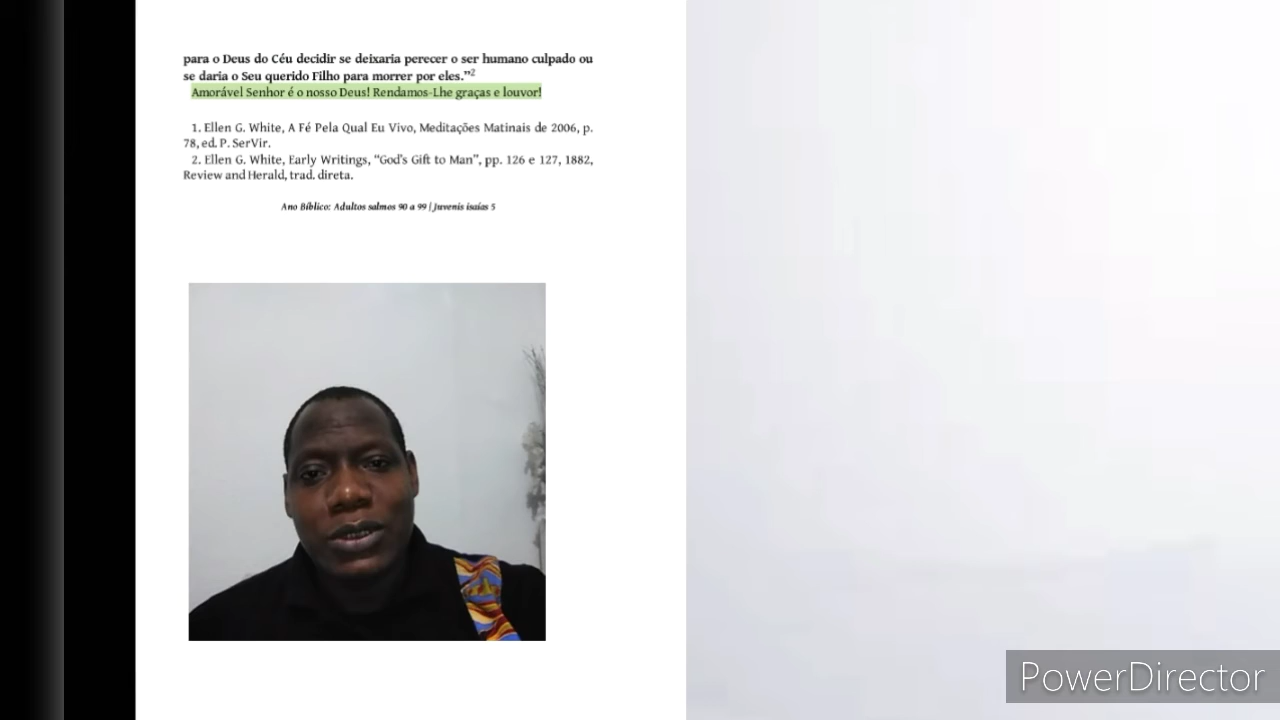 para o Deus do Céu decidir se deixaria perecer o ser humano culpado ou
se daria o Seu querido Filho para morrer por eles.”2
Amorável Senhor é o nosso Deus! Rendamos-Lhe graças e louvor!
1. Ellen G. White, A Fé Pela Qual Eu Vivo, Meditações Matinais de 2006, p.
78, ed. P. SerVir.
2. Ellen G. White, Early Writings, “God’s Gift to Man”, pp. 126 e 127, 1882,
Review and Herald, trad. direta.
Ano Bíblico: Adultos salmos 90 a 99 | Juvenis isaías 5
PowerDirector